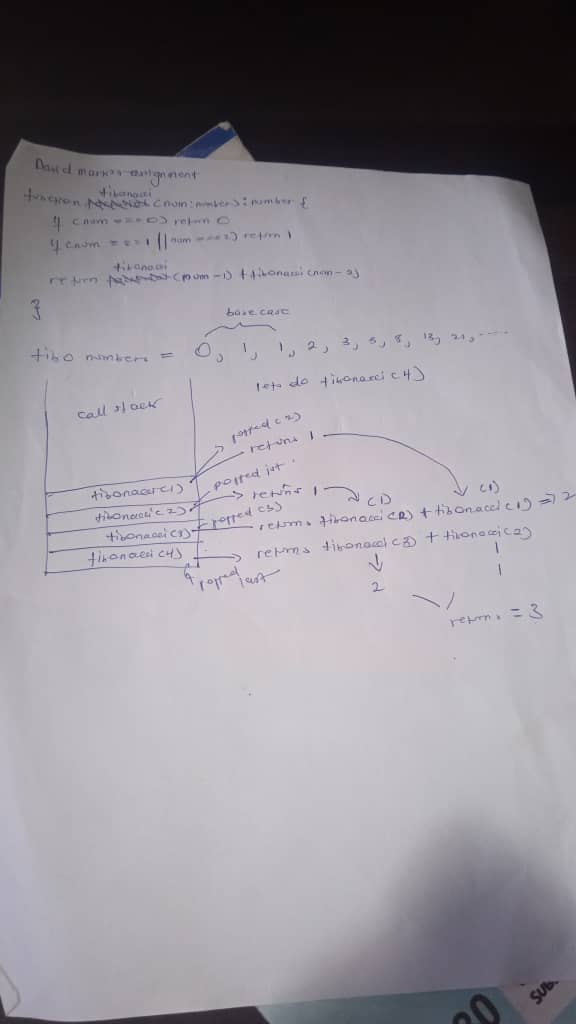 David marks assignment
function fibonacci (num: number): number {
if (num === 0) return 0
if (num === 1 || num === 2) return 1
return fibonacci (num - 1) + fibonacci (num - 2)
}
base case
fibo numbers = 0, 1, 1, 2, 3, 5, 8, 13, 21, .....
lets do fibonacci (4)
call stack
popped (2)
returns 1
fibonacci (1)
popped 1st
fibonacci (2)
returns 1
(1)
(1)
fibonacci (3)
popped (3)
returns fibonacci (2) + fibonacci (1) => 2
fibonacci (4)
returns fibonacci (3) + fibonacci (2)
popped last
2
1
1
returns = 3
20
SUB